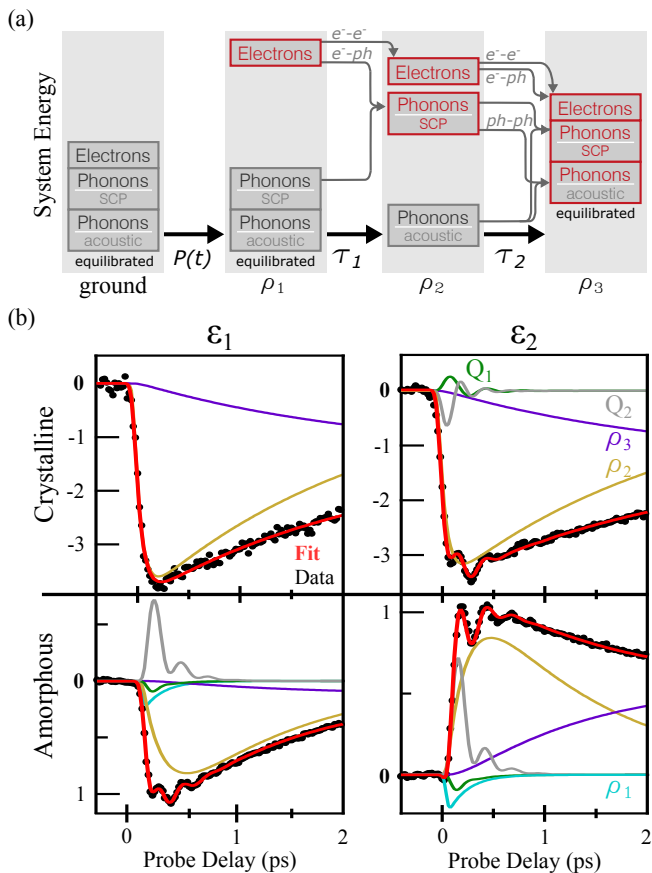 (a)
System Energy
Electrons
Phonons
SCP
Phonons
acoustic
equilibrated
ground
P(t)
Electrons
e⁻-e⁻
e⁻-ph
Phonons
SCP
Phonons
acoustic
equilibrated
ρ₁
τ₁
Electrons
Phonons
SCP
e⁻-e⁻
e⁻-ph
ph-ph
Phonons
acoustic
ρ₂
τ₂
Electrons
Phonons
SCP
Phonons
acoustic
equilibrated
ρ₃
(b)
ε₁
ε₂
Crystalline
0
-1
-2
-3
Fit
Data
0
-1
-2
-3
Q₁
Q₂
ρ₃
ρ₂
Amorphous
0
1
1
0
ρ₁
0 1 2
0 1 2
Probe Delay (ps)
Probe Delay (ps)